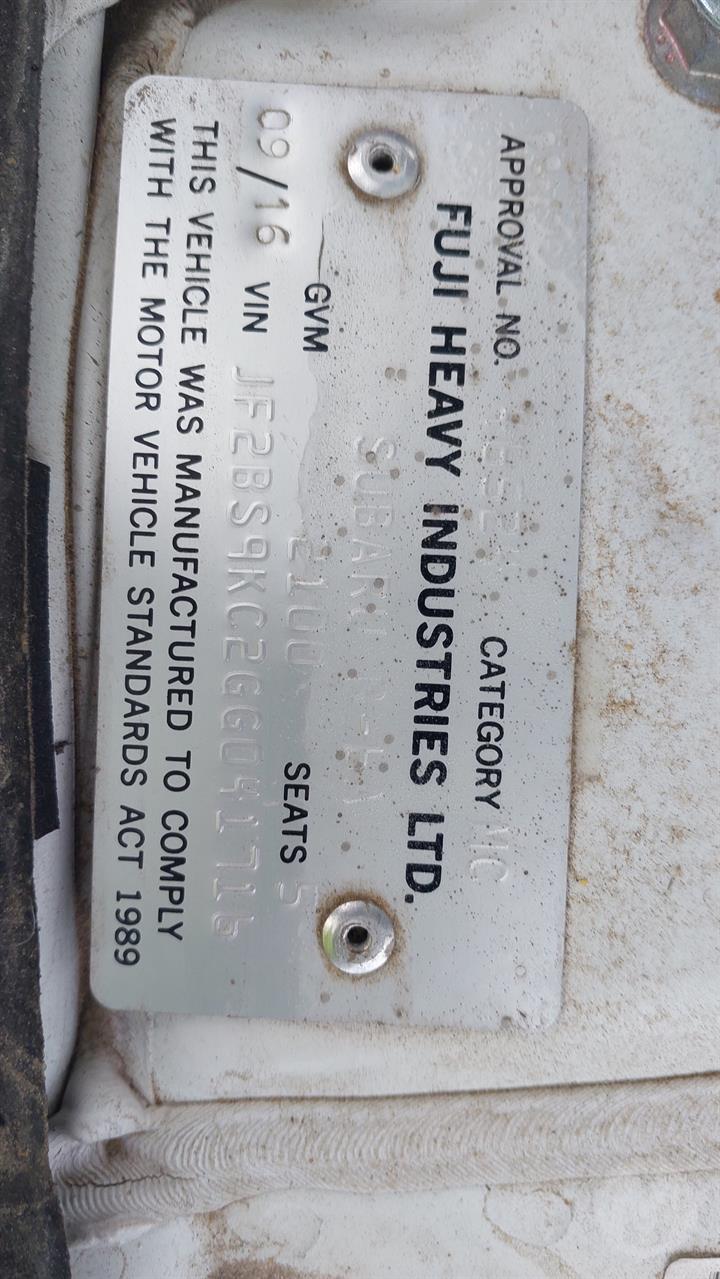 APPROVAL NO. CATEGORY MC
FUJI HEAVY INDUSTRIES LTD.
SUBARU
GVM 2100 SEATS 5
09/16 VIN JF2BS9KC2GG041716
THIS VEHICLE WAS MANUFACTURED TO COMPLY
WITH THE MOTOR VEHICLE STANDARDS ACT 1989